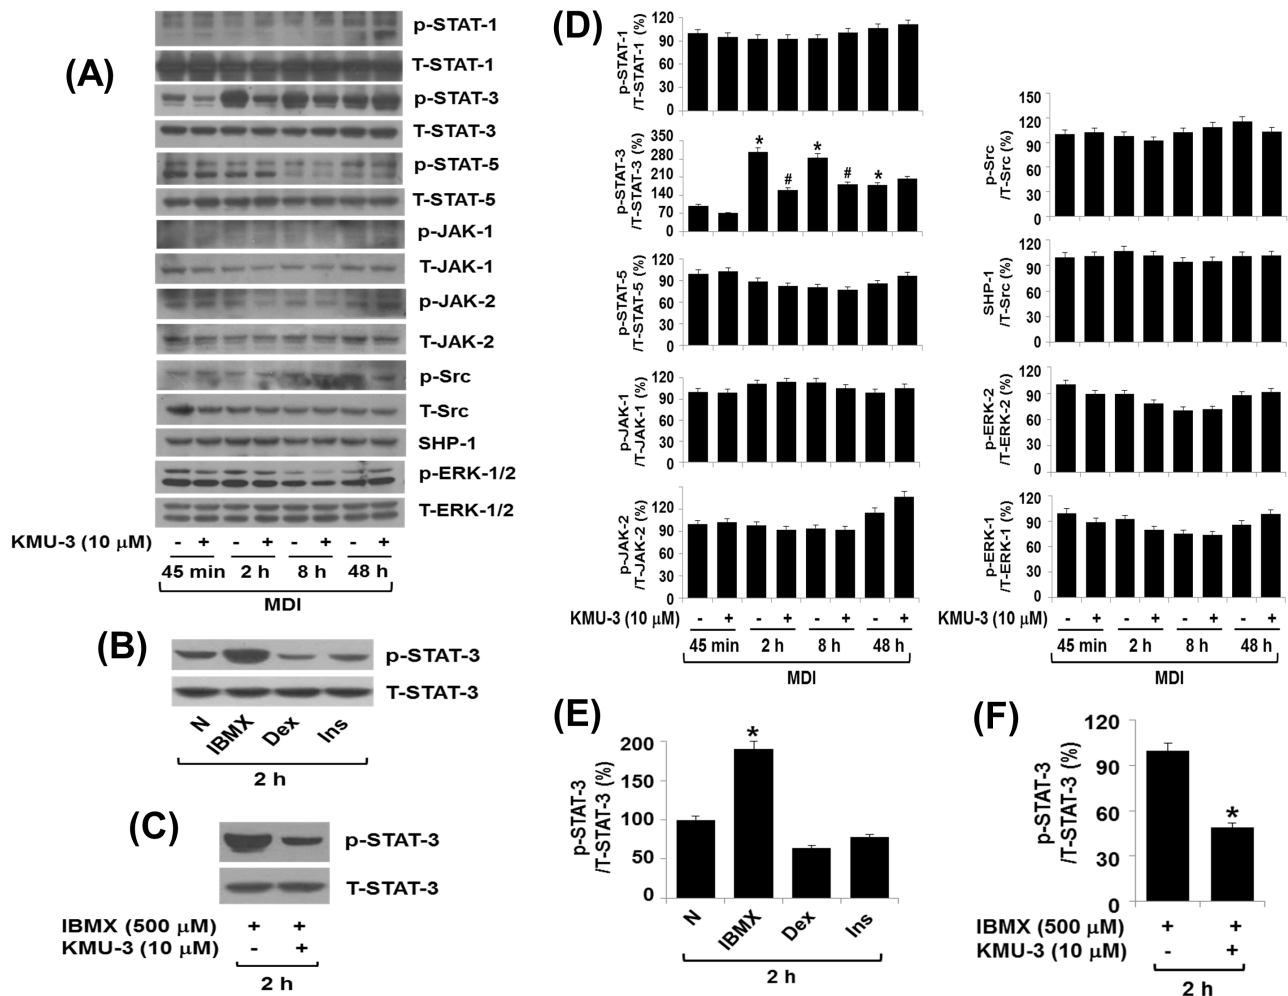 (A)
p-STAT-1
T-STAT-1
p-STAT-3
T-STAT-3
p-STAT-5
T-STAT-5
p-JAK-1
T-JAK-1
p-JAK-2
T-JAK-2
p-Src
T-Src
SHP-1
p-ERK-1/2
T-ERK-1/2
KMU-3 (10 μM) - + - + - + - +
45 min 2 h 8 h 48 h
MDI
(B)
p-STAT-3
T-STAT-3
N IBMX Dex Ins
2 h
(C)
p-STAT-3
T-STAT-3
IBMX (500 μM) + +
KMU-3 (10 μM) - +
2 h
(D)
p-STAT-1
/T-STAT-1 (%)
120
90
60
30
0
p-STAT-3
/T-STAT-3 (%)
350
280
210
140
70
0
* # * # *
p-STAT-5
/T-STAT-5 (%)
120
90
60
30
0
p-JAK-1
/T-JAK-1 (%)
120
90
60
30
0
p-JAK-2
/T-JAK-2 (%)
150
120
90
60
30
0
KMU-3 (10 μM) - + - + - + - +
45 min 2 h 8 h 48 h
MDI
p-Src
/T-Src (%)
150
120
90
60
30
0
SHP-1
/T-Src (%)
120
90
60
30
0
p-ERK-2
/T-ERK-2 (%)
120
90
60
30
0
p-ERK-1
/T-ERK-1 (%)
120
90
60
30
0
KMU-3 (10 μM) - + - + - + - +
45 min 2 h 8 h 48 h
MDI
(E)
p-STAT-3
/T-STAT-3 (%)
200
150
100
50
0
*
N IBMX Dex Ins
2 h
(F)
p-STAT-3
/T-STAT-3 (%)
120
90
60
30
0
*
IBMX (500 μM) + +
KMU-3 (10 μM) - +
2 h